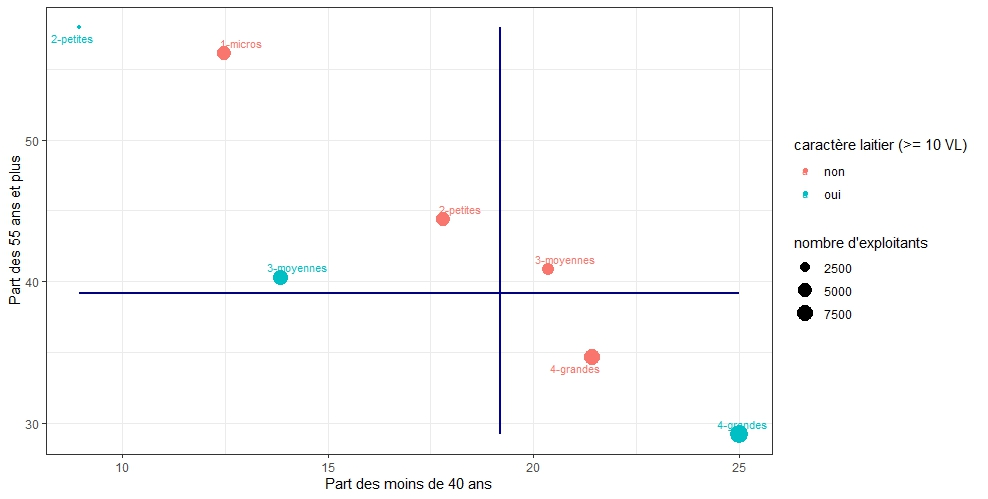 2-petites
1-micros
50
2-petites
3-moyennes
3-moyennes
40
4-grandes
4-grandes
30
10
15
20
25
Part des moins de 40 ans
Part des 55 ans et plus
caractère laitier (>= 10 VL)
non
oui
nombre d'exploitants
2500
5000
7500